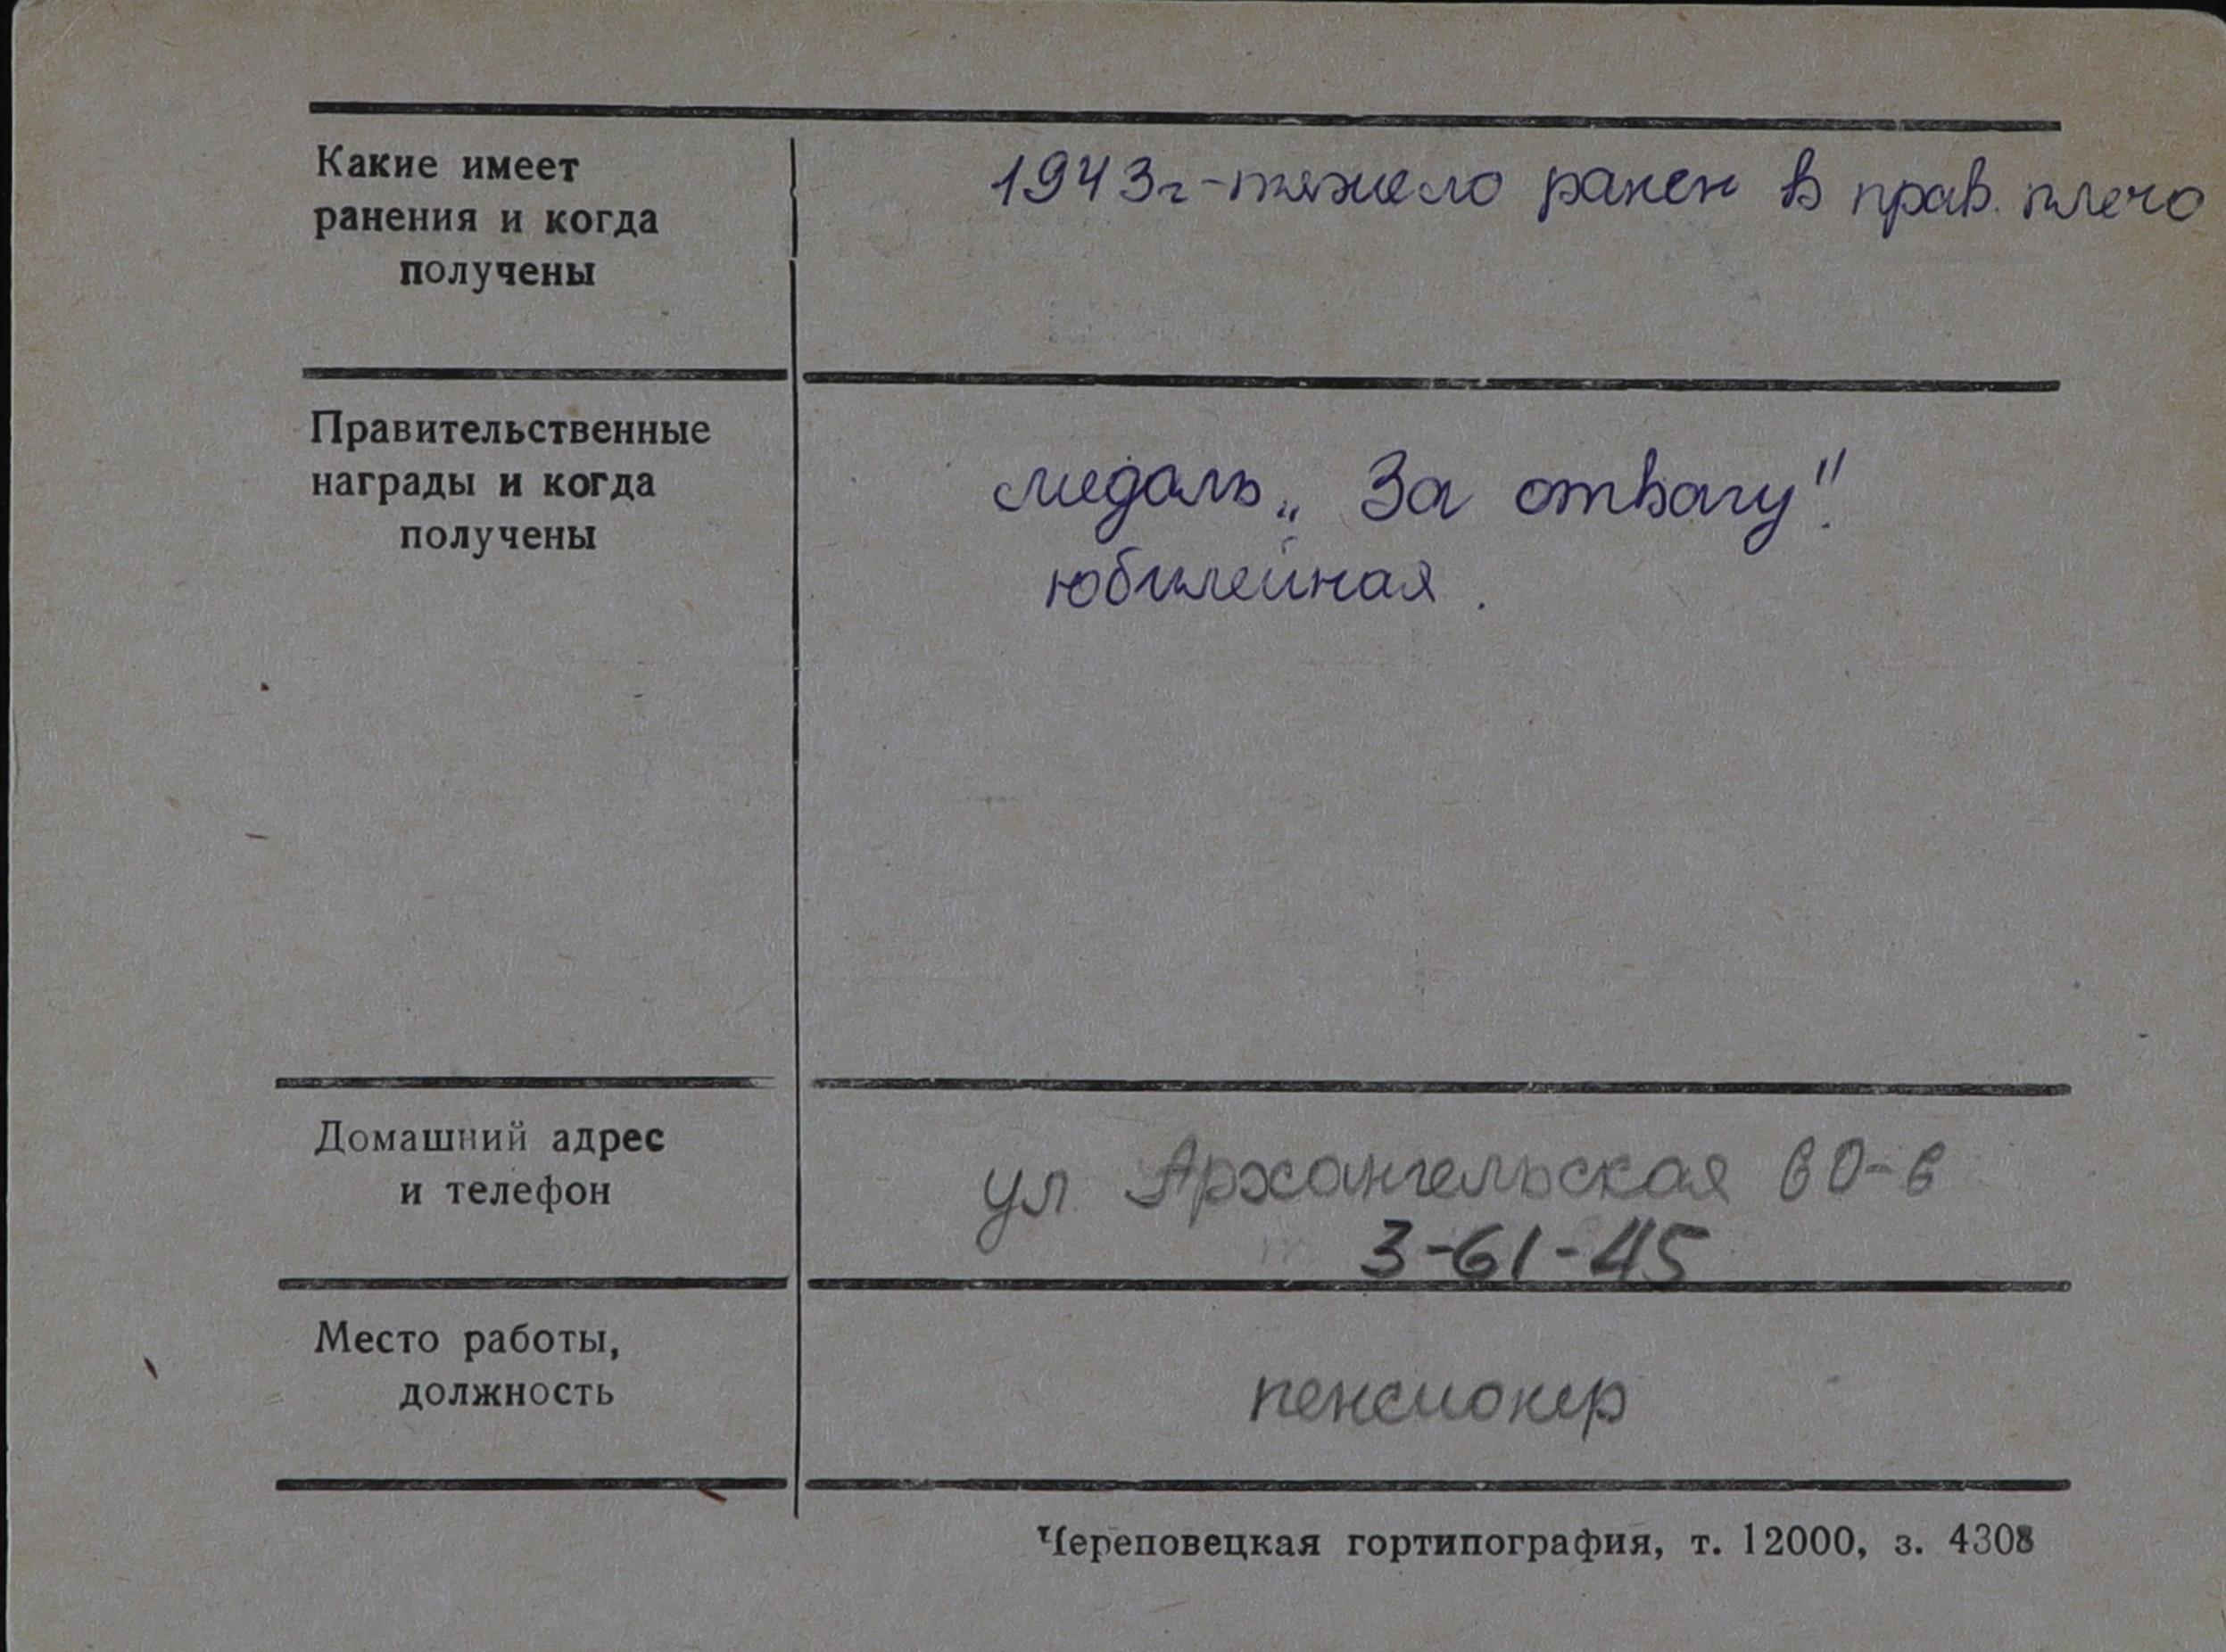 Какие имеет
ранения и когда
получены
1943г-тяжело ранен в прав. плечо
Правительственные
награды и когда
получены
медаль „За отвагу".
юбилейная.
Домашний адрес
и телефон
ул Архангельская 60-6
3-61-45
Место работы,
должность
пенсионер
Череповецкая гортипография, т. 12000, з. 4308